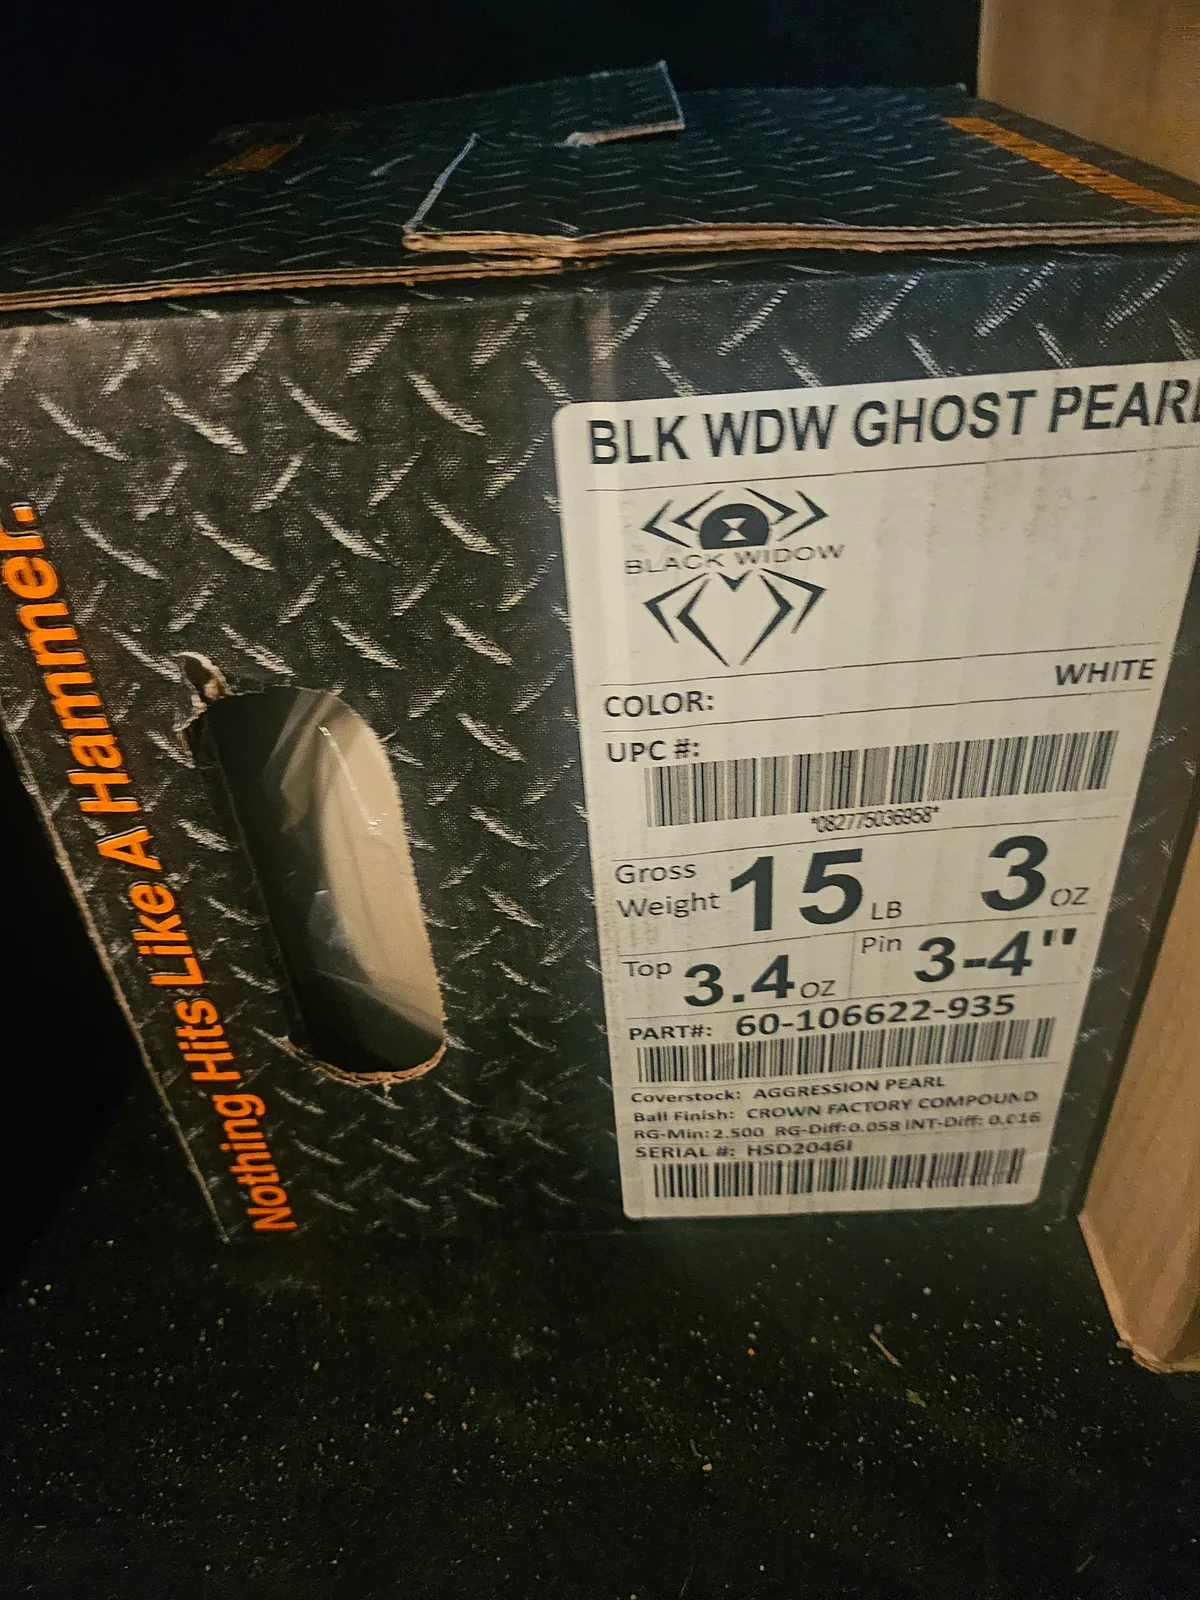 Nothing Hits Like A Hammer.
BLK WDW GHOST PEARL
BLACK WIDOW
COLOR: WHITE
UPC #:
*082775036958*
Gross Weight 15 LB 3 OZ
Top 3.4 OZ Pin 3-4"
PART#: 60-106622-935
Coverstock: AGGRESSION PEARL
Ball Finish: CROWN FACTORY COMPOUND
RG-Min: 2.500 RG-Diff: 0.058 INT-Diff: 0.016
SERIAL #: